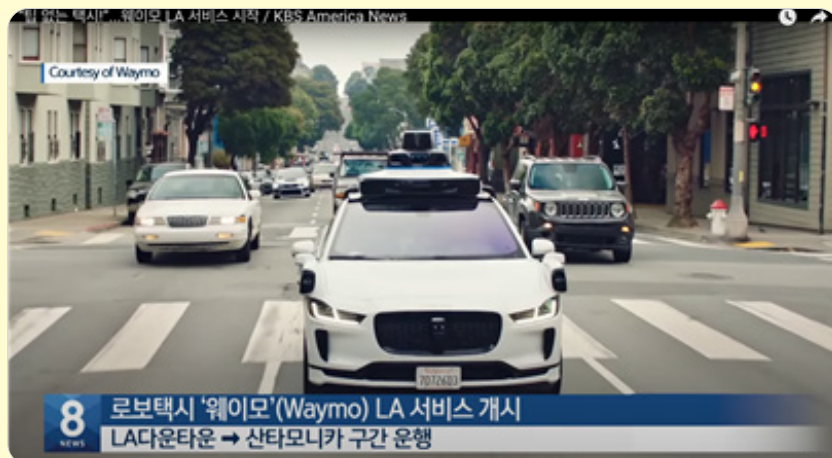 "팁 없는 택시!"...웨이모 LA 서비스 시작 / KBS America News
Courtesy of Waymo
7072603
8 로보택시 ‘웨이모’(Waymo) LA 서비스 개시
NEWS LA다운타운 ➞ 산타모니카 구간 운행